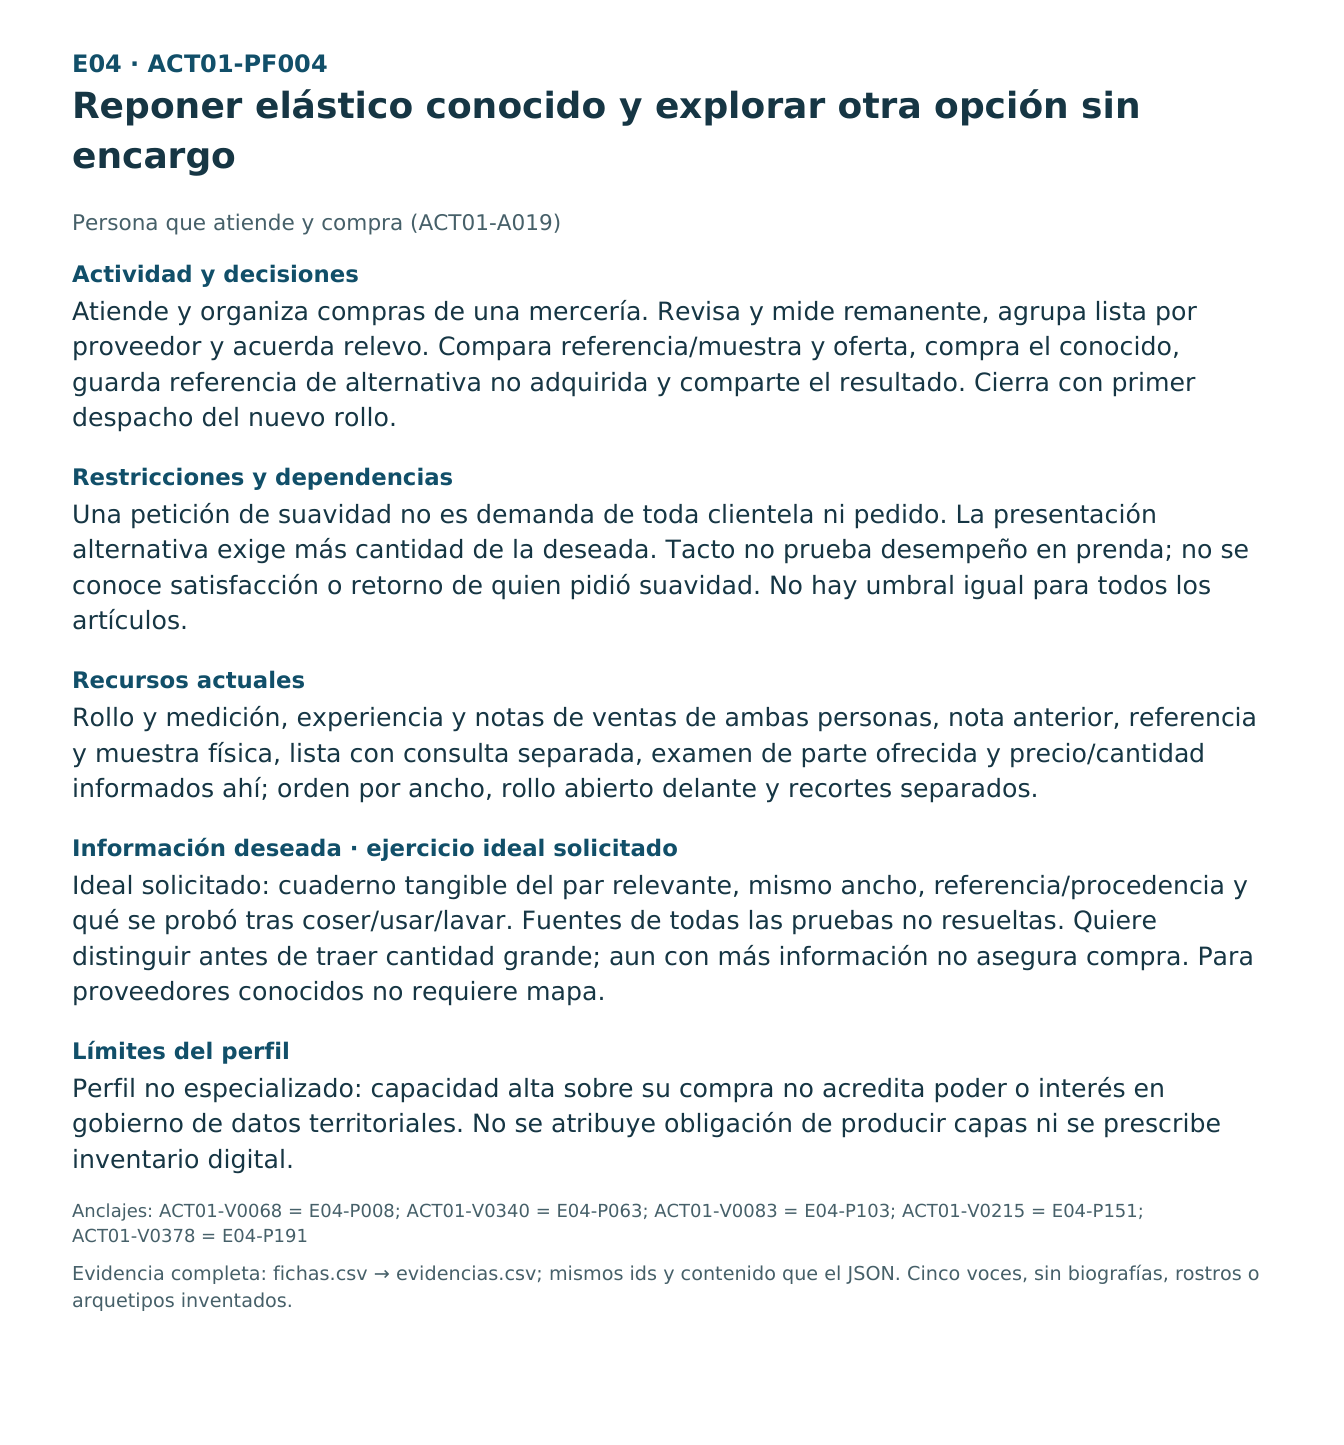 E04 · ACT01-PF004
Reponer elástico conocido y explorar otra opción sin
encargo
Persona que atiende y compra (ACT01-A019)
Actividad y decisiones
Atiende y organiza compras de una mercería. Revisa y mide remanente, agrupa lista por
proveedor y acuerda relevo. Compara referencia/muestra y oferta, compra el conocido,
guarda referencia de alternativa no adquirida y comparte el resultado. Cierra con primer
despacho del nuevo rollo.
Restricciones y dependencias
Una petición de suavidad no es demanda de toda clientela ni pedido. La presentación
alternativa exige más cantidad de la deseada. Tacto no prueba desempeño en prenda; no se
conoce satisfacción o retorno de quien pidió suavidad. No hay umbral igual para todos los
artículos.
Recursos actuales
Rollo y medición, experiencia y notas de ventas de ambas personas, nota anterior, referencia
y muestra física, lista con consulta separada, examen de parte ofrecida y precio/cantidad
informados ahí; orden por ancho, rollo abierto delante y recortes separados.
Información deseada · ejercicio ideal solicitado
Ideal solicitado: cuaderno tangible del par relevante, mismo ancho, referencia/procedencia y
qué se probó tras coser/usar/lavar. Fuentes de todas las pruebas no resueltas. Quiere
distinguir antes de traer cantidad grande; aun con más información no asegura compra. Para
proveedores conocidos no requiere mapa.
Límites del perfil
Perfil no especializado: capacidad alta sobre su compra no acredita poder o interés en
gobierno de datos territoriales. No se atribuye obligación de producir capas ni se prescribe
inventario digital.
Anclajes: ACT01-V0068 = E04-P008; ACT01-V0340 = E04-P063; ACT01-V0083 = E04-P103; ACT01-V0215 = E04-P151;
ACT01-V0378 = E04-P191
Evidencia completa: fichas.csv → evidencias.csv; mismos ids y contenido que el JSON. Cinco voces, sin biografías, rostros o
arquetipos inventados.